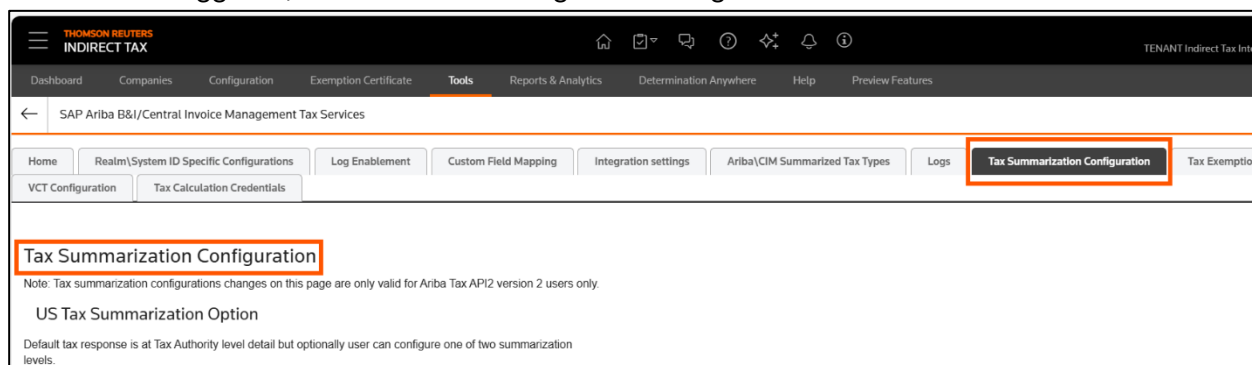 THOMSON REUTERS
INDIRECT TAX
TENANT Indirect Tax Int
Dashboard Companies Configuration Exemption Certificate Tools Reports & Analytics Determination Anywhere Help Preview Features
SAP Ariba B&I/Central Invoice Management Tax Services
Home Realm\System ID Specific Configurations Log Enablement Custom Field Mapping Integration settings Ariba\CIM Summarized Tax Types Logs Tax Summarization Configuration Tax Exemptio
VCT Configuration Tax Calculation Credentials
Tax Summarization Configuration
Note: Tax summarization configurations changes on this page are only valid for Ariba Tax API2 version 2 users only.
US Tax Summarization Option
Default tax response is at Tax Authority level detail but optionally user can configure one of two summarization
levels.